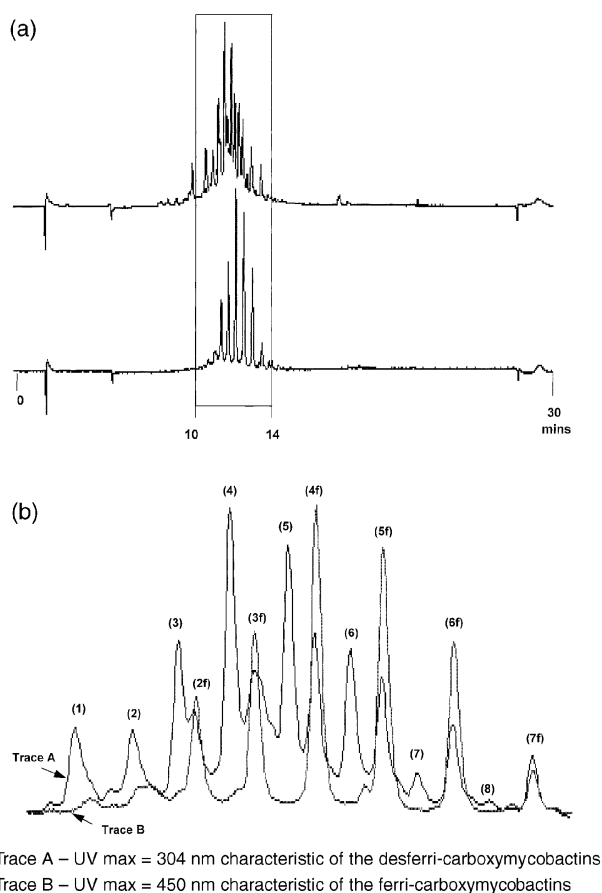 (a)
0
10
14
30
mins
(b)
(4)
(4f)
(5)
(5f)
(3)
(3f)
(6)
(6f)
(2f)
(1)
(2)
(7)
(7f)
(8)
Trace A
Trace B
Trace A – UV max = 304 nm characteristic of the desferri-carboxymycobactins
Trace B – UV max = 450 nm characteristic of the ferri-carboxymycobactins